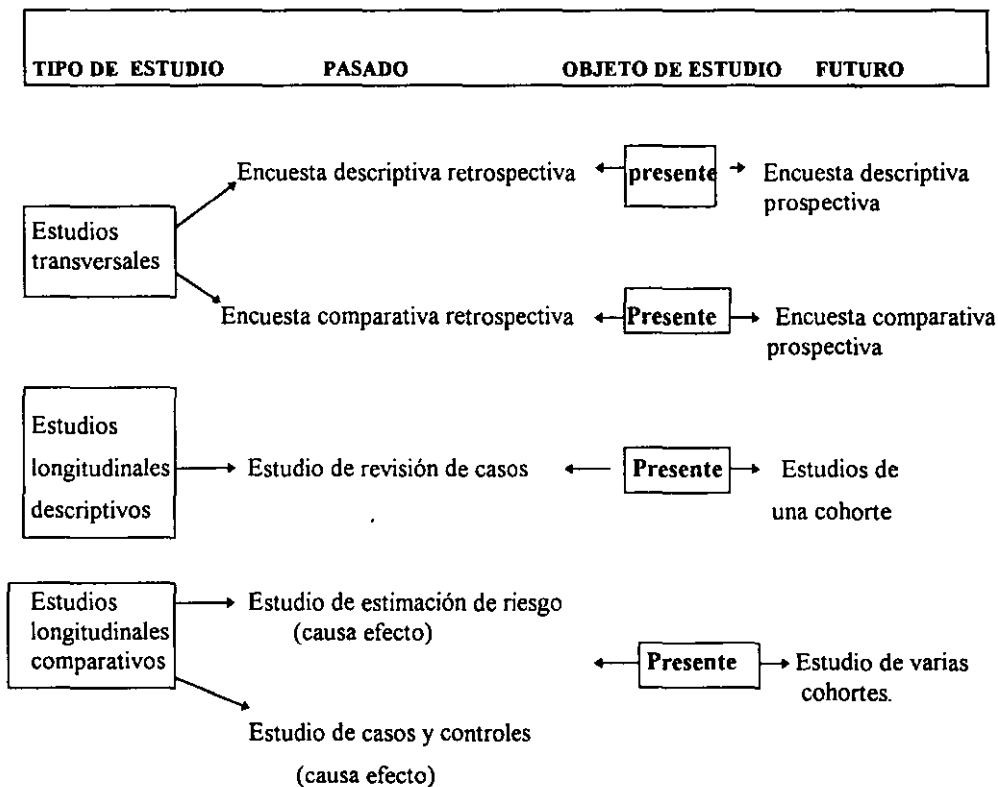 TIPO DE ESTUDIO PASADO OBJETO DE ESTUDIO FUTURO
Encuesta descriptiva retrospectiva presente Encuesta descriptiva
prospectiva
Estudios
transversales
Encuesta comparativa retrospectiva Presente Encuesta comparativa
prospectiva
Estudios
longitudinales Estudio de revisión de casos Presente Estudios de
descriptivos una cohorte
Estudios Estudio de estimación de riesgo
longitudinales (causa efecto)
comparativos Presente Estudio de varias
cohortes.
Estudio de casos y controles
(causa efecto)